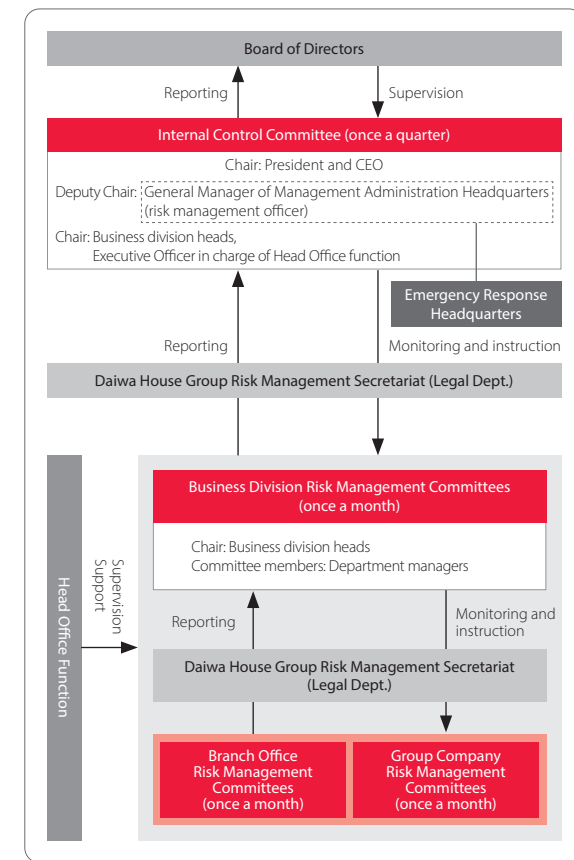 Board of Directors
Reporting
Supervision
Internal Control Committee (once a quarter)
Chair: President and CEO
Deputy Chair: General Manager of Management Administration Headquarters
(risk management officer)
Chair: Business division heads,
Executive Officer in charge of Head Office function
Emergency Response
Headquarters
Reporting
Monitoring and instruction
Daiwa House Group Risk Management Secretariat (Legal Dept.)
Head Office Function
Supervision
Support
Business Division Risk Management Committees
(once a month)
Chair: Business division heads
Committee members: Department managers
Reporting
Monitoring and
instruction
Daiwa House Group Risk Management Secretariat
(Legal Dept.)
Branch Office
Risk Management
Committees
(once a month)
Group Company
Risk Management
Committees
(once a month)